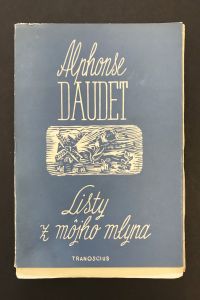 Alphonse
DAUDET
Listy
z môjho mlyna
TRANOSCIUS